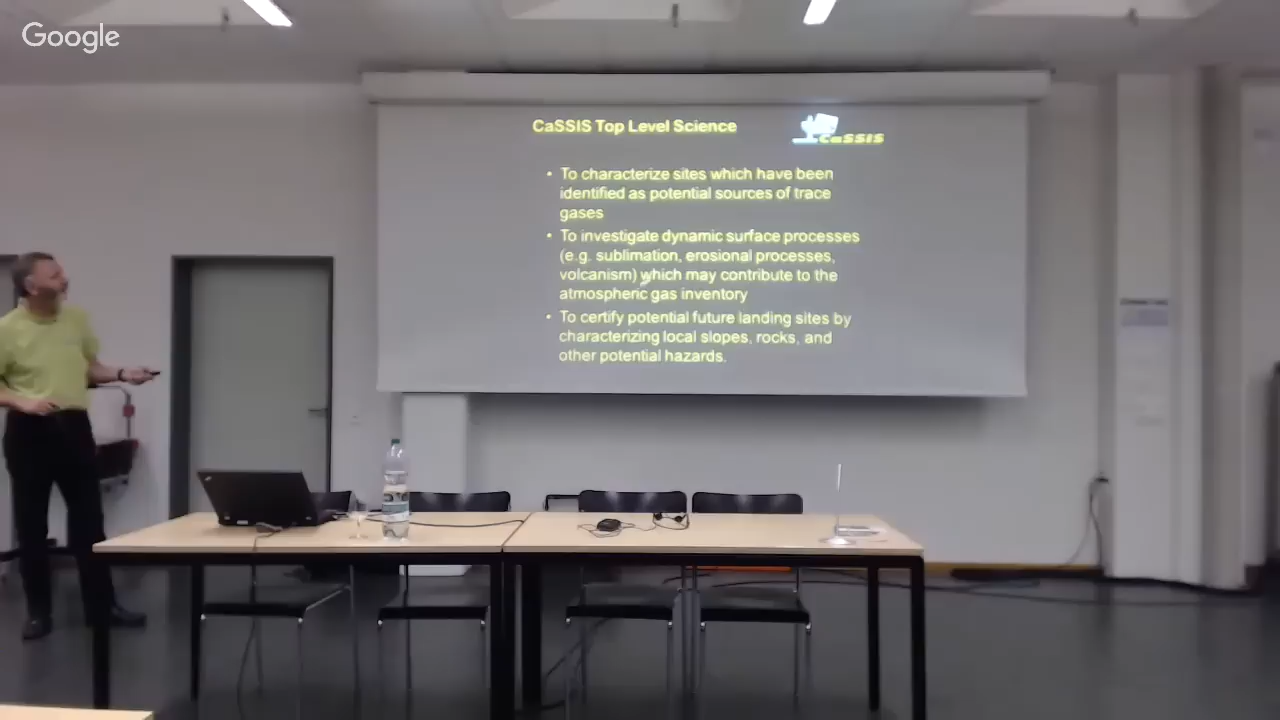 Google
CaSSIS Top Level Science
CaSSIS
• To characterize sites which have been
identified as potential sources of trace
gases
• To investigate dynamic surface processes
(e.g. sublimation, erosional processes,
volcanism) which may contribute to the
atmospheric gas inventory
• To certify potential future landing sites by
characterizing local slopes, rocks, and
other potential hazards.